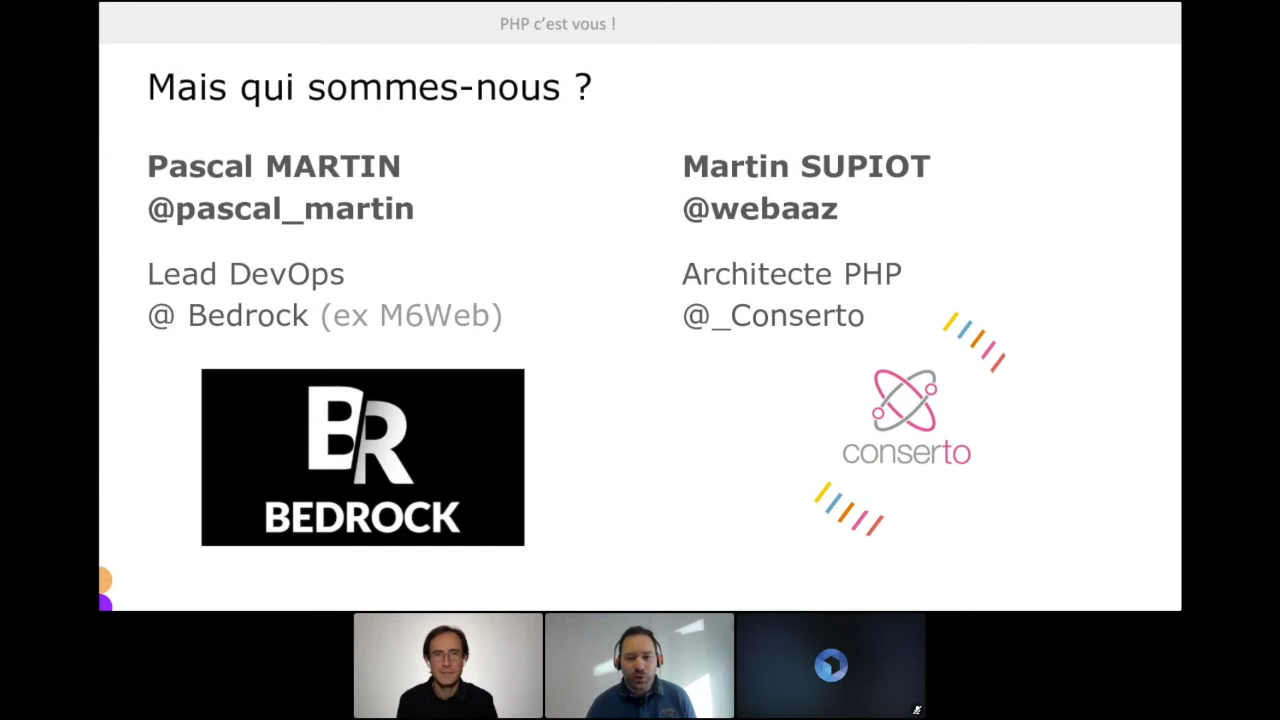 PHP c’est vous !
Mais qui sommes-nous ?
Pascal MARTIN
@pascal_martin
Lead DevOps
@ Bedrock (ex M6Web)
BR
BEDROCK
Martin SUPIOT
@webaaz
Architecte PHP
@_Conserto
conserto